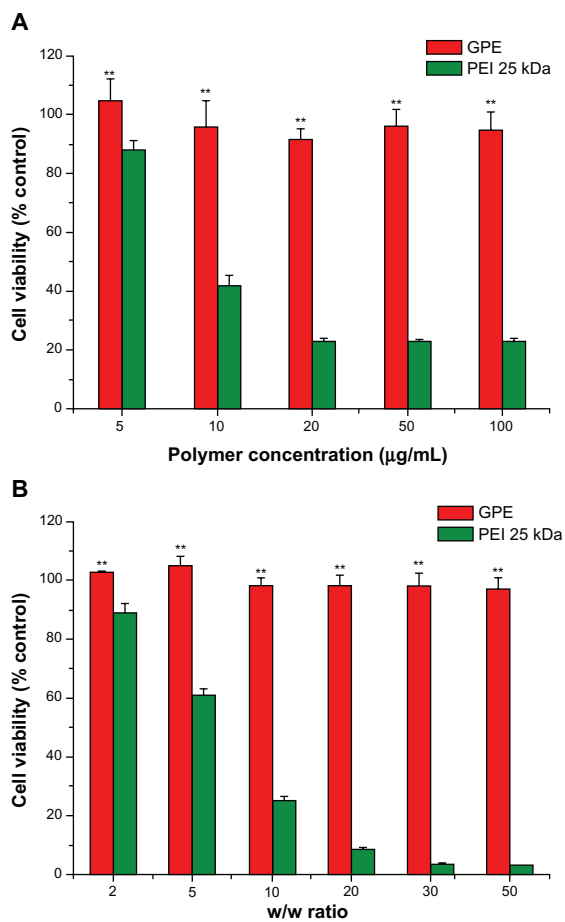 A
120
100
80
60
40
20
0
Cell viability (% control)
GPE
PEI 25 kDa
** ** ** ** **
5 10 20 50 100
Polymer concentration (µg/mL)
B
120
100
80
60
40
20
0
Cell viability (% control)
GPE
PEI 25 kDa
** ** ** ** ** **
2 5 10 20 30 50
w/w ratio